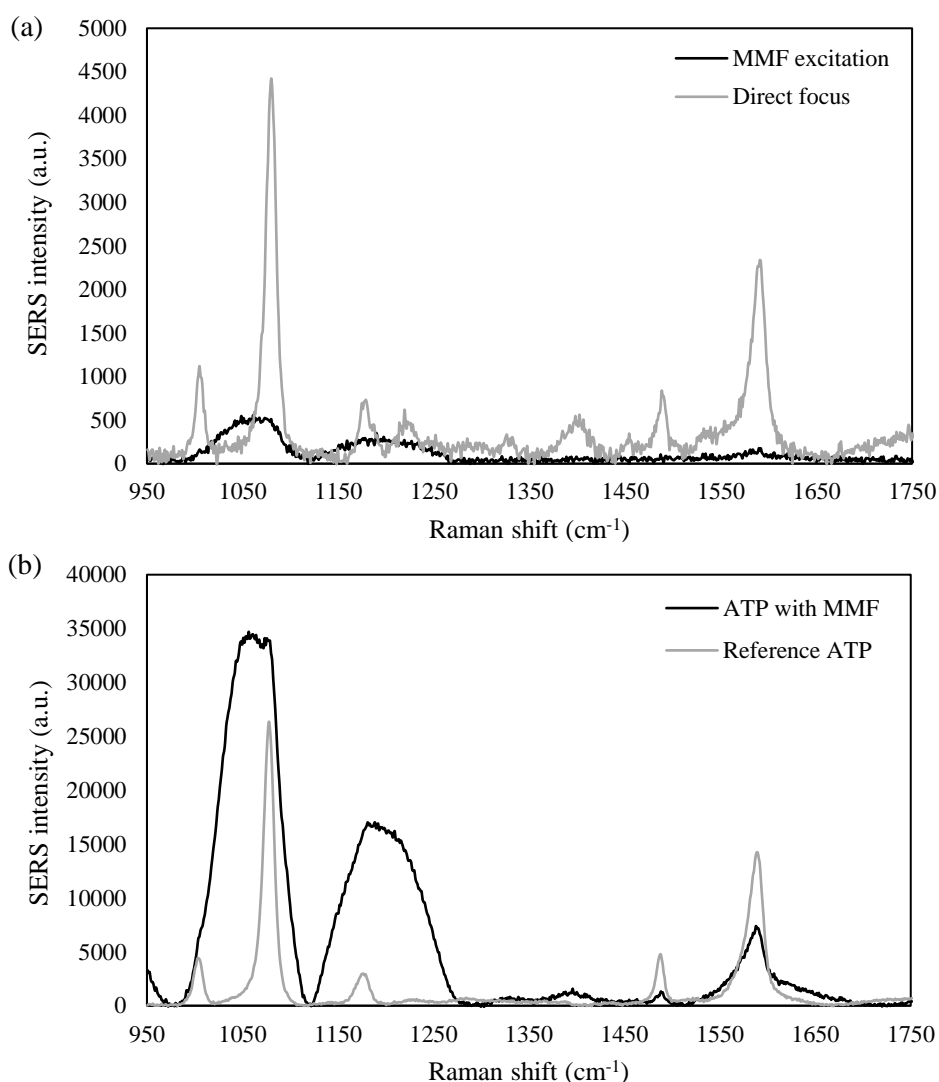 (a)
5000
4500
4000
3500
3000
2500
2000
1500
1000
500
0
SERS intensity (a.u.)
MMF excitation
Direct focus
950 1050 1150 1250 1350 1450 1550 1650 1750
Raman shift (cm⁻¹)
(b)
40000
35000
30000
25000
20000
15000
10000
5000
0
SERS intensity (a.u.)
ATP with MMF
Reference ATP
950 1050 1150 1250 1350 1450 1550 1650 1750
Raman shift (cm⁻¹)